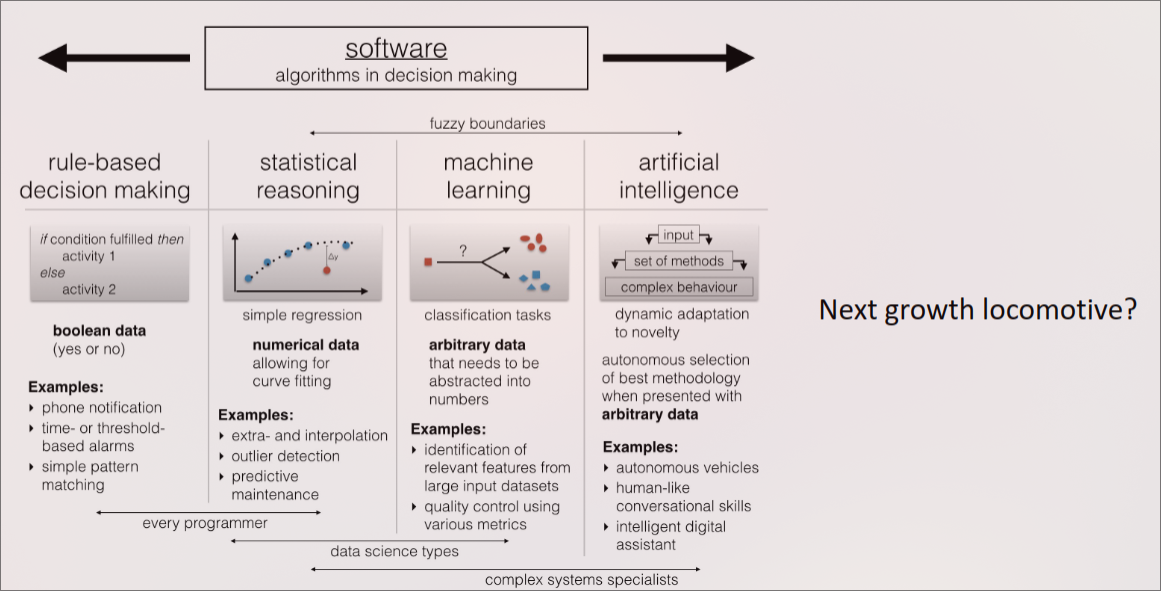 software
algorithms in decision making
fuzzy boundaries
rule-based
decision making
if condition fulfilled then
activity 1
else
activity 2
boolean data
(yes or no)
Examples:
‣ phone notification
‣ time- or threshold-
based alarms
‣ simple pattern
matching
statistical
reasoning
Δy
simple regression
numerical data
allowing for
curve fitting
Examples:
‣ extra- and interpolation
‣ outlier detection
‣ predictive
maintenance
machine
learning
?
classification tasks
arbitrary data
that needs to be
abstracted into
numbers
Examples:
‣ identification of
relevant features from
large input datasets
‣ quality control using
various metrics
artificial
intelligence
input
set of methods
complex behaviour
dynamic adaptation
to novelty
autonomous selection
of best methodology
when presented with
arbitrary data
Examples:
‣ autonomous vehicles
‣ human-like
conversational skills
‣ intelligent digital
assistant
every programmer
data science types
complex systems specialists
Next growth locomotive?